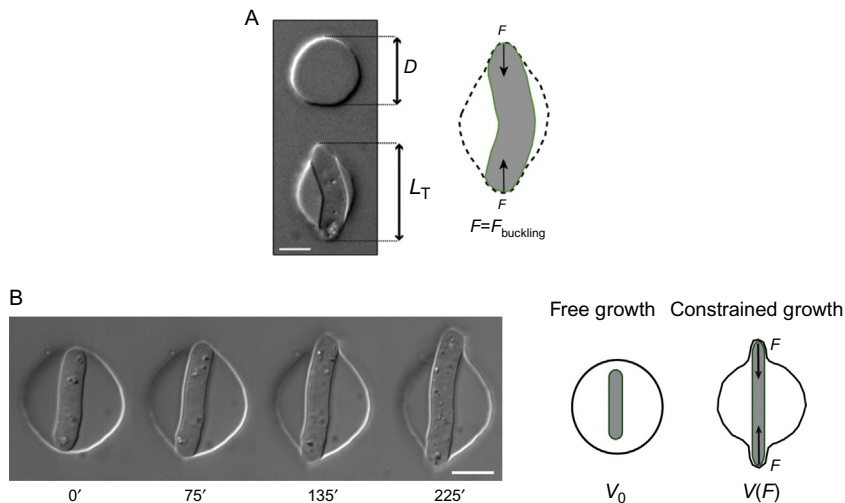 A
D
L_T
F
F
F=F_buckling
B
0′ 75′ 135′ 225′
Free growth Constrained growth
F
F
V_0 V(F)